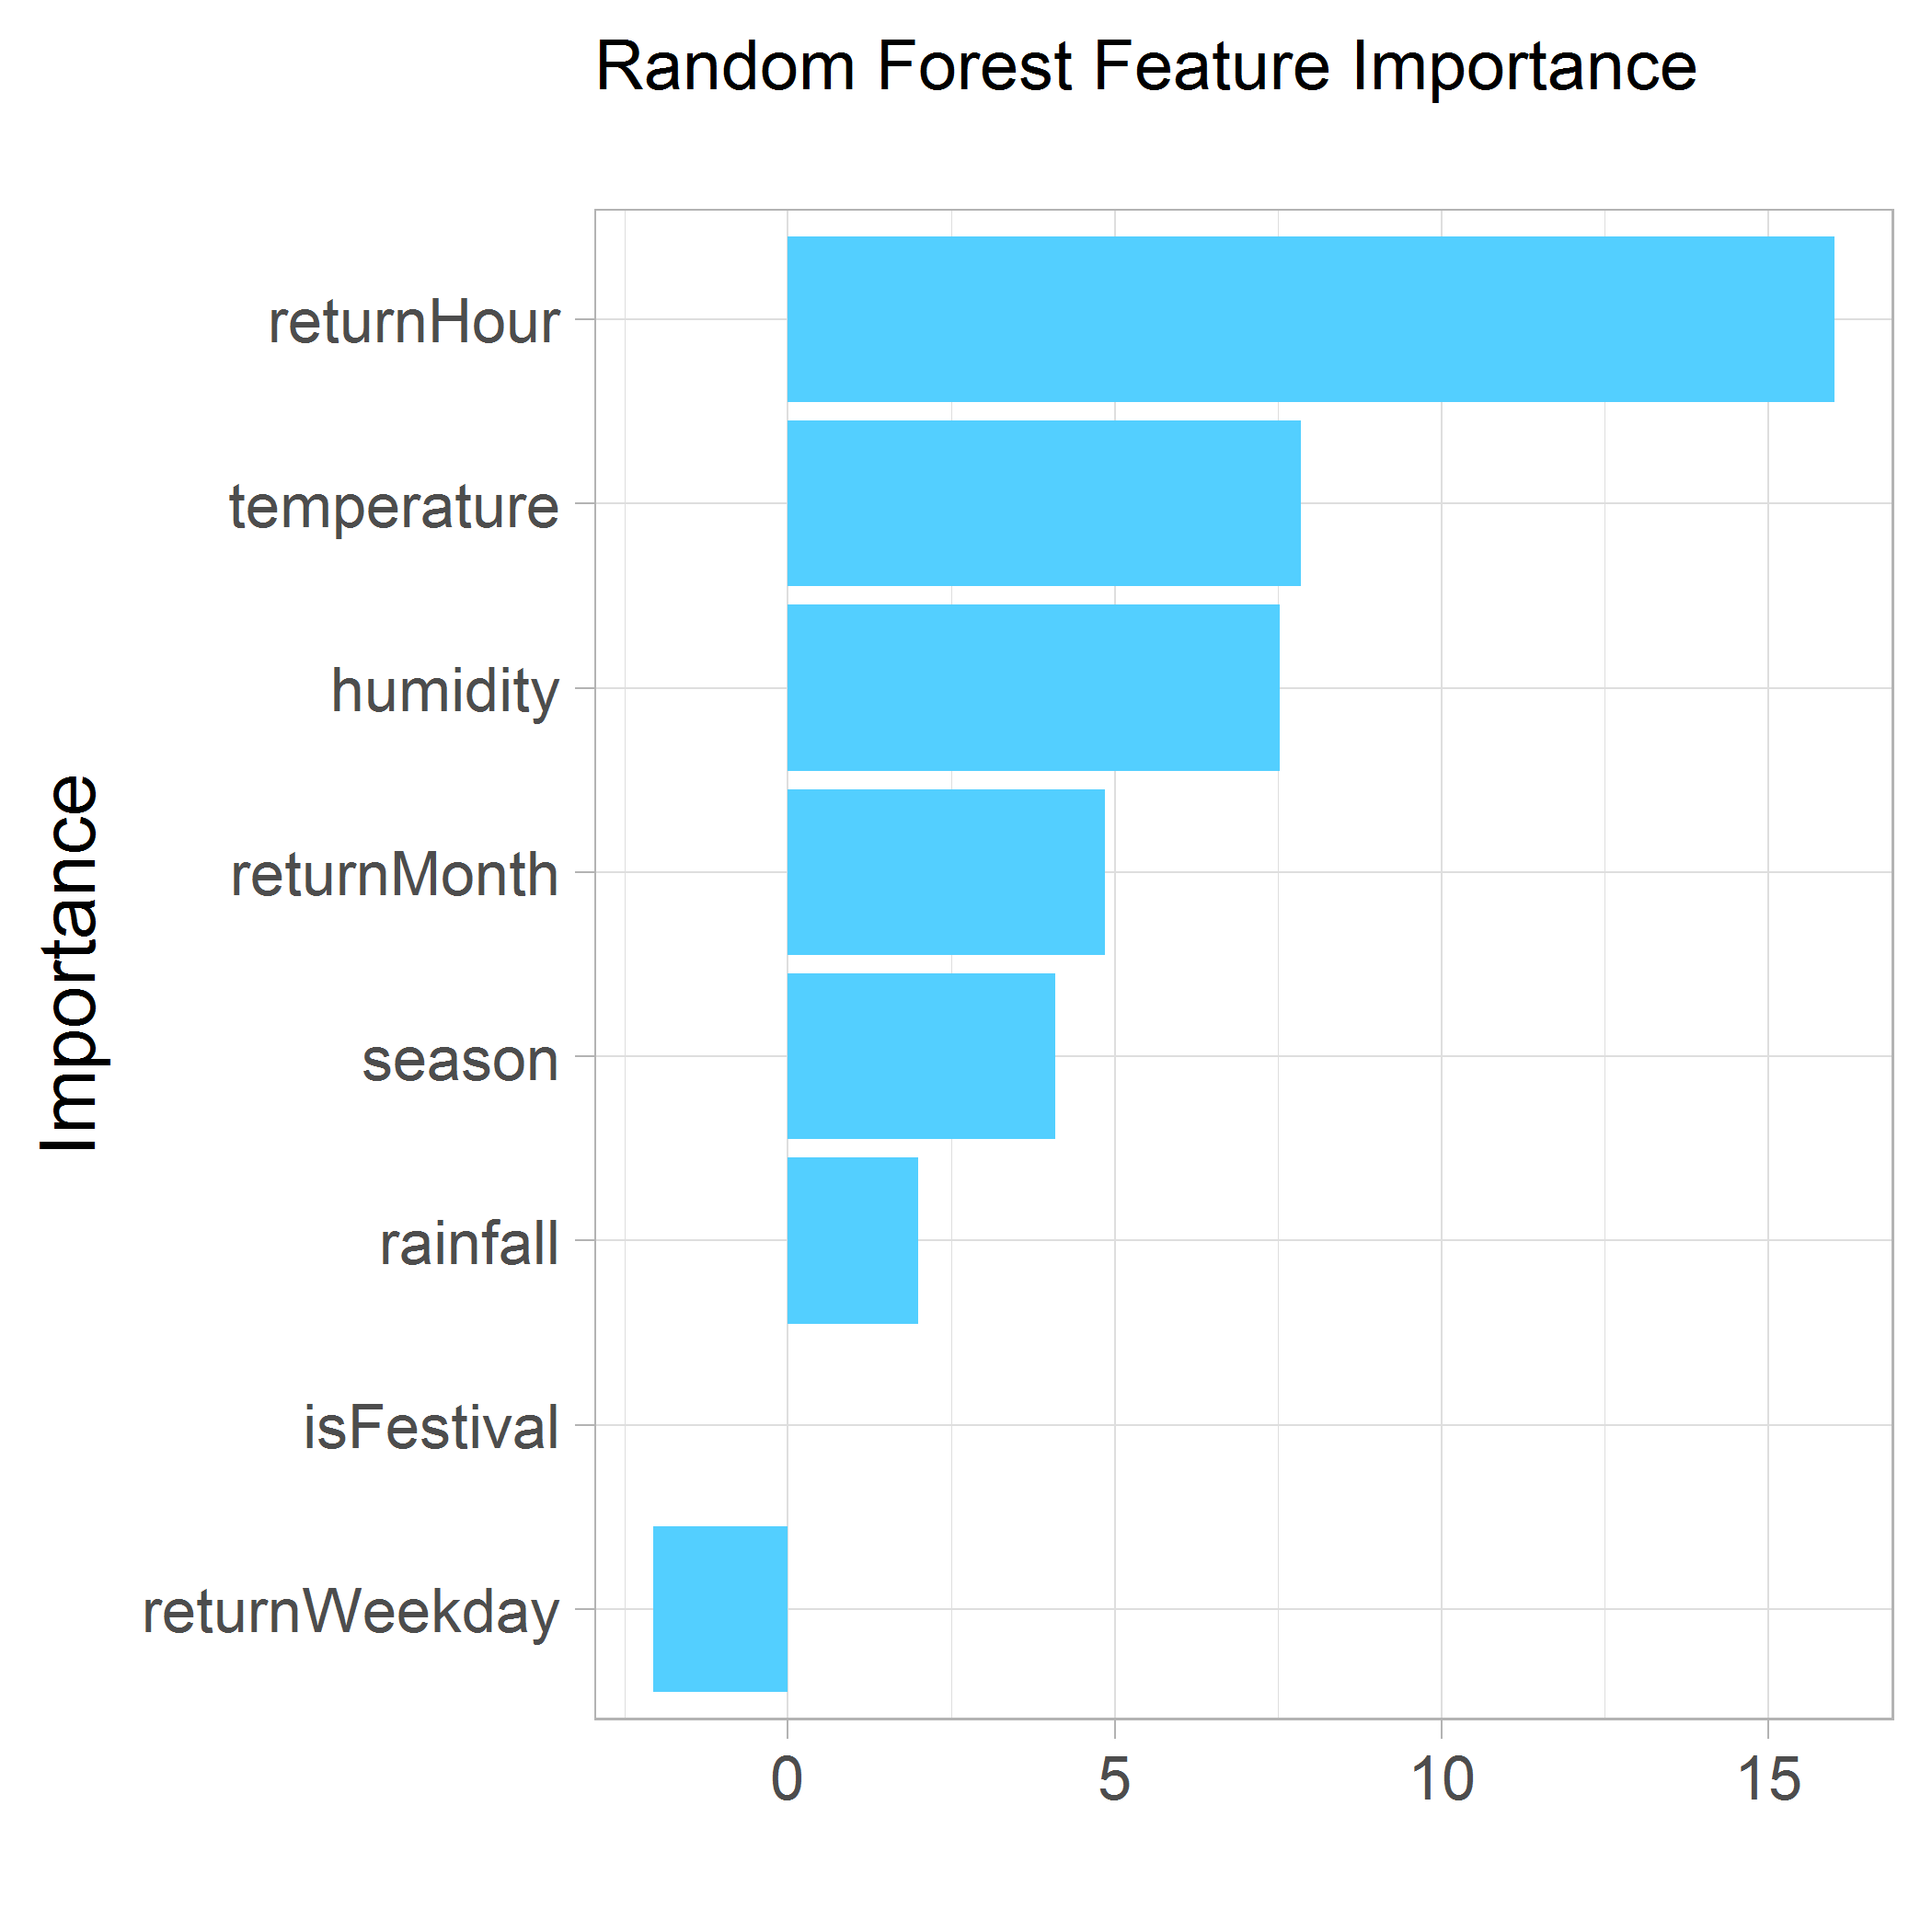 Random Forest Feature Importance
Importance
returnHour
temperature
humidity
returnMonth
season
rainfall
isFestival
returnWeekday
0 5 10 15